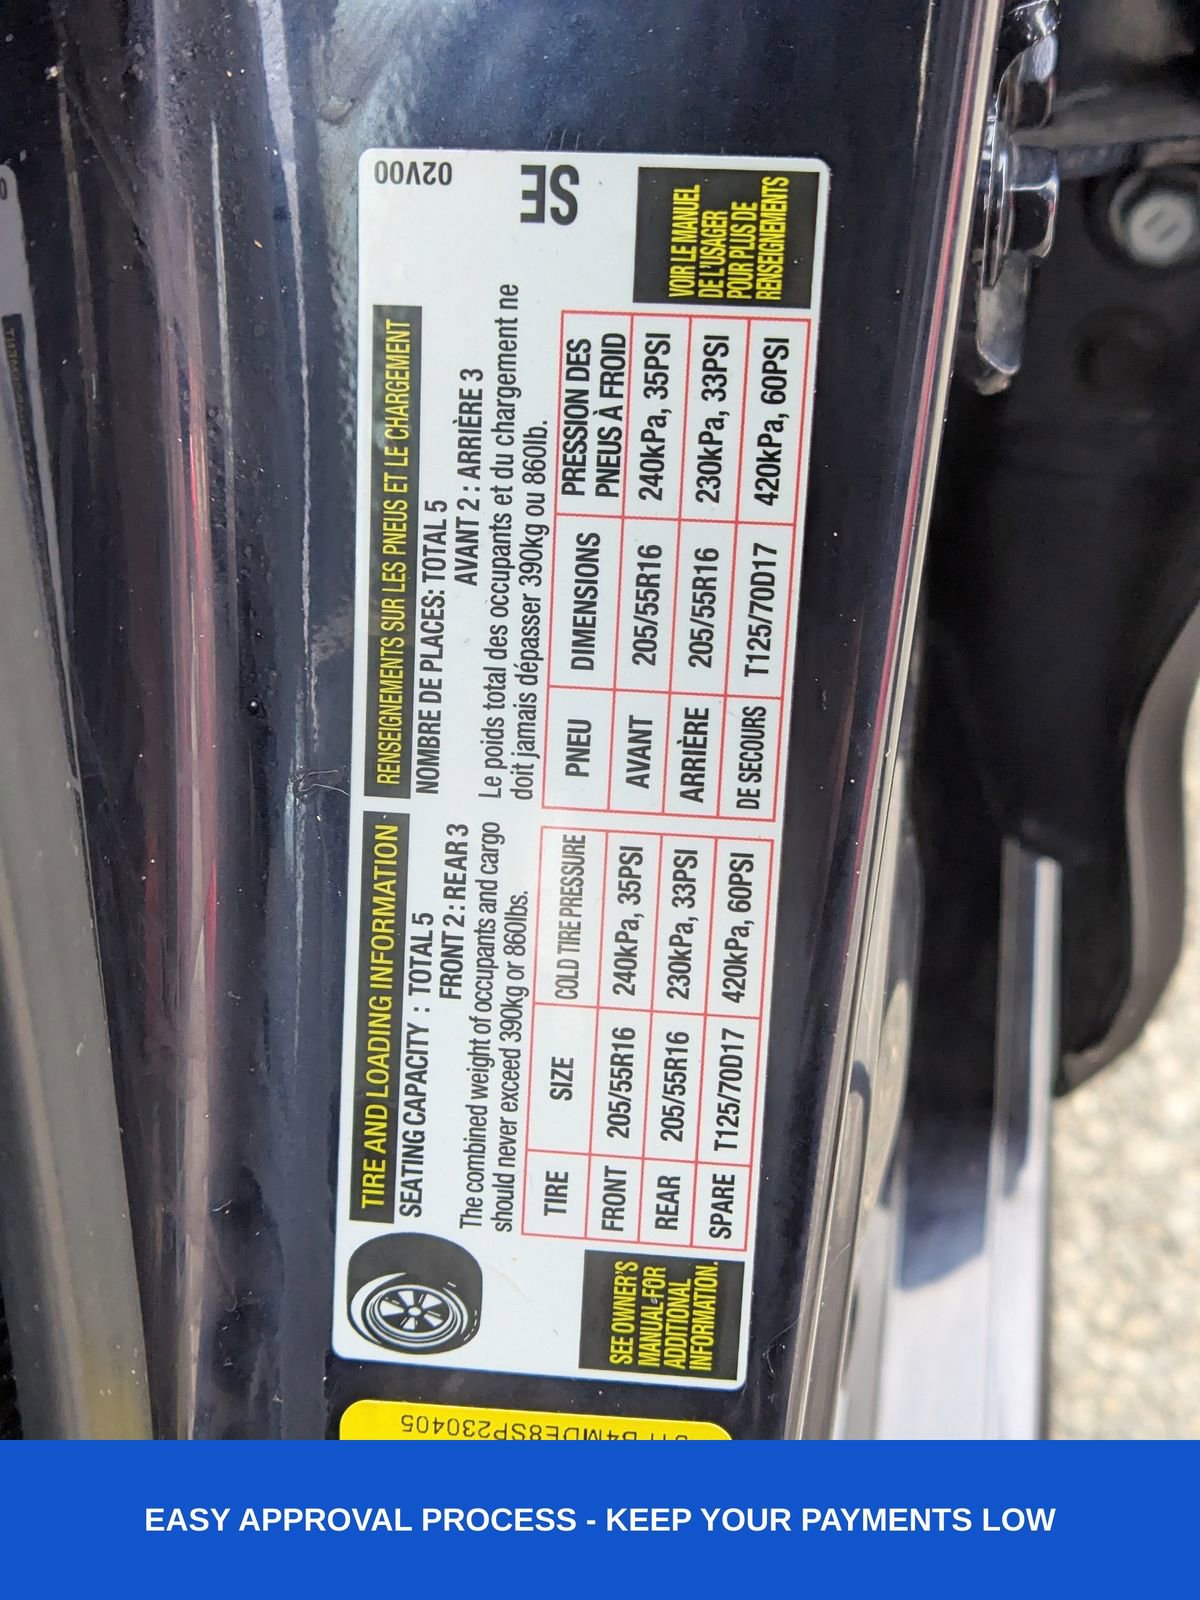 TIRE AND LOADING INFORMATION
SEATING CAPACITY : TOTAL 5
FRONT 2 : REAR 3
The combined weight of occupants and cargo
should never exceed 390kg or 860lbs.
TIRE SIZE COLD TIRE PRESSURE
FRONT 205/55R16 240kPa, 35PSI
REAR 205/55R16 230kPa, 33PSI
SPARE T125/70D17 420kPa, 60PSI
SEE OWNER'S
MANUAL FOR
ADDITIONAL
INFORMATION.
RENSEIGNEMENTS SUR LES PNEUS ET LE CHARGEMENT
NOMBRE DE PLACES: TOTAL 5
AVANT 2 : ARRIÈRE 3
Le poids total des occupants et du chargement ne
doit jamais dépasser 390kg ou 860lb.
PNEU DIMENSIONS PRESSION DES
PNEUS À FROID
AVANT 205/55R16 240kPa, 35PSI
ARRIÈRE 205/55R16 230kPa, 33PSI
DE SECOURS T125/70D17 420kPa, 60PSI
VOIR LE MANUEL
DE L'USAGER
POUR PLUS DE
RENSEIGNEMENTS
02V00
SE
B4MDE8SP230405
EASY APPROVAL PROCESS - KEEP YOUR PAYMENTS LOW